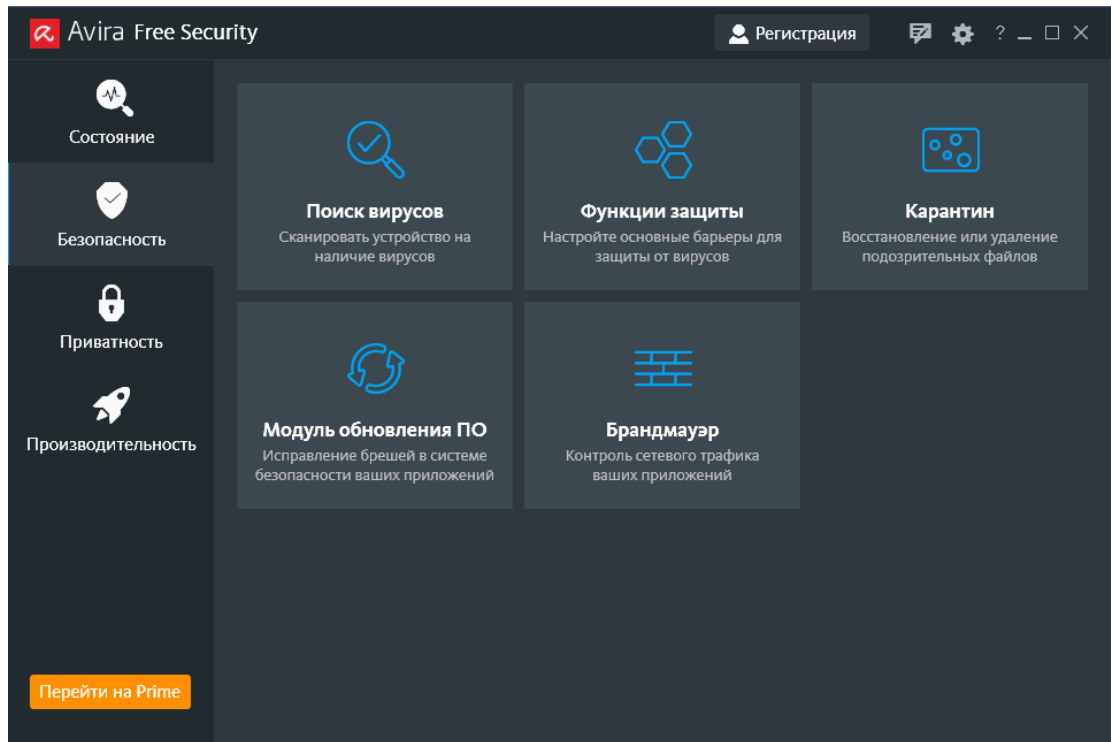 Avira Free Security
Регистрация
?
Состояние
Безопасность
Приватность
Производительность
Перейти на Prime
Поиск вирусов
Сканировать устройство на
наличие вирусов
Функции защиты
Настройте основные барьеры для
защиты от вирусов
Карантин
Восстановление или удаление
подозрительных файлов
Модуль обновления ПО
Исправление брешей в системе
безопасности ваших приложений
Брандмауэр
Контроль сетевого трафика
ваших приложений